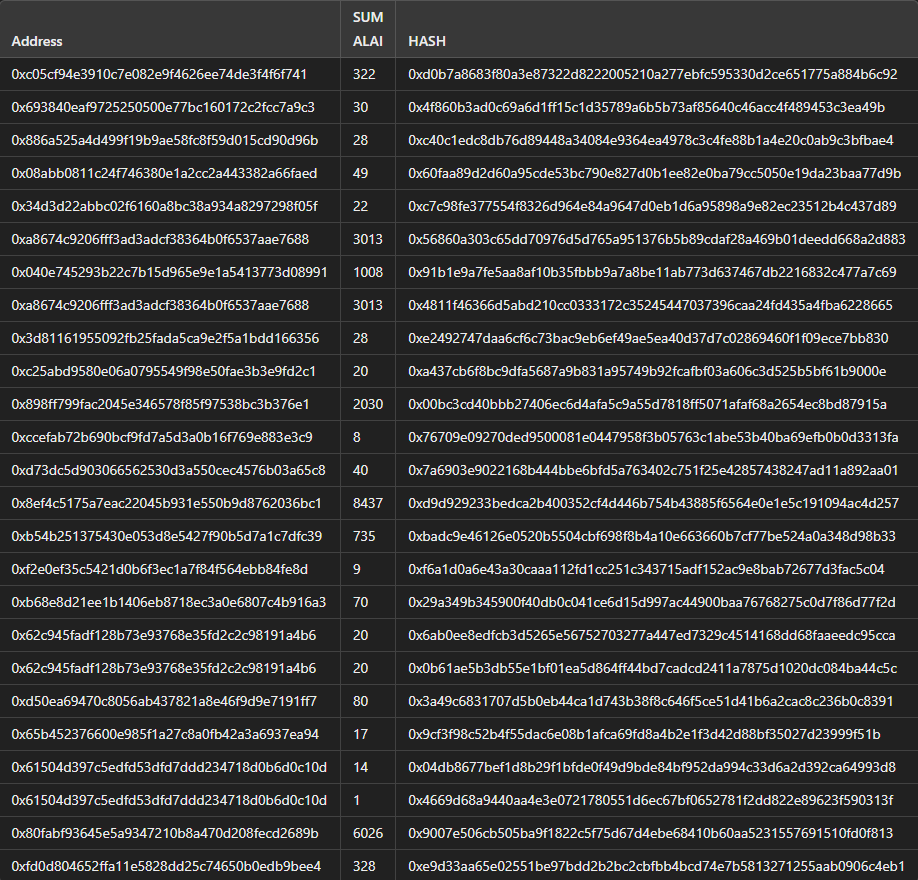 Address SUM ALAI HASH
0xc05cf94e3910c7e082e9f4626ee74de3f4f6f741 322 0xd0b7a8683f80a3e87322d8222005210a277ebfc595330d2ce651775a884b6c92
0x693840eaf9725250500e77bc160172c2fcc7a9c3 30 0x4f860b3ad0c69a6d1ff15c1d35789a6b5b73af85640c46acc4f489453c3ea49b
0x886a525a4d499f19b9ae58fc8f59d015cd90d96b 28 0xc40c1edc8db76d89448a34084e9364ea4978c3c4fe88b1a4e20c0ab9c3bfbae4
0x08abb0811c24f746380e1a2cc2a443382a66faed 49 0x60faa89d2d60a95cde53bc790e827d0b1ee82e0ba79cc5050e19da23baa77d9b
0x34d3d22abbc02f6160a8bc38a934a8297298f05f 22 0xc7c98fe377554f8326d964e84a9647d0eb1d6a95898a9e82ec23512b4c437d89
0xa8674c9206fff3ad3adcf38364b0f6537aae7688 3013 0x56860a303c65dd70976d5d765a951376b5b89cdaf28a469b01deedd668a2d883
0x040e745293b22c7b15d965e9e1a5413773d08991 1008 0x91b1e9a7fe5aa8af10b35fbbb9a7a8be11ab773d637467db2216832c477a7c69
0xa8674c9206fff3ad3adcf38364b0f6537aae7688 3013 0x4811f46366d5abd210cc0333172c35245447037396caa24fd435a4fba6228665
0x3d81161955092fb25fada5ca9e2f5a1bdd166356 28 0xe2492747daa6cf6c73bac9eb6ef49ae5ea40d37d7c02869460f1f09ece7bb830
0xc25abd9580e06a0795549f98e50fae3b3e9fd2c1 20 0xa437cb6f8bc9dfa5687a9b831a95749b92fcafbf03a606c3d525b5bf61b9000e
0x898ff799fac2045e346578f85f97538bc3b376e1 2030 0x00bc3cd40bbb27406ec6d4afa5c9a55d7818ff5071afaf68a2654ec8bd87915a
0xccefab72b690bcf9fd7a5d3a0b16f769e883e3c9 8 0x76709e09270ded9500081e0447958f3b05763c1abe53b40ba69efb0b0d3313fa
0xd73dc5d903066562530d3a550cec4576b03a65c8 40 0x7a6903e9022168b444bbe6bfd5a763402c751f25e42857438247ad11a892aa01
0x8ef4c5175a7eac22045b931e550b9d8762036bc1 8437 0xd9d929233bedca2b400352cf4d446b754b43885f6564e0e1e5c191094ac4d257
0xb54b251375430e053d8e5427f90b5d7a1c7dfc39 735 0xbadc9e46126e0520b5504cbf698f8b4a10e663660b7cf77be524a0a348d98b33
0xf2e0ef35c5421d0b6f3ec1a7f84f564ebb84fe8d 9 0xf6a1d0a6e43a30caaa112fd1cc251c343715adf152ac9e8bab72677d3fac5c04
0xb68e8d21ee1b1406eb8718ec3a0e6807c4b916a3 70 0x29a349b345900f40db0c041ce6d15d997ac44900baa76768275c0d7f86d77f2d
0x62c945fadf128b73e93768e35fd2c2c98191a4b6 20 0x6ab0ee8edfcb3d5265e56752703277a447ed7329c4514168dd68faaeedc95cca
0x62c945fadf128b73e93768e35fd2c2c98191a4b6 20 0x0b61ae5b3db55e1bf01ea5d864ff44bd7cadcd2411a7875d1020dc084ba44c5c
0xd50ea69470c8056ab437821a8e46f9d9e7191ff7 80 0x3a49c6831707d5b0eb44ca1d743b38f8c646f5ce51d41b6a2cac8c236b0c8391
0x65b452376600e985f1a27c8a0fb42a3a6937ea94 17 0x9cf3f98c52b4f55dac6e08b1afca69fd8a4b2e1f3d42d88bf35027d23999f51b
0x61504d397c5edfd53dfd7ddd234718d0b6d0c10d 14 0x04db8677bef1d8b29f1bfde0f49d9bde84bf952da994c33d6a2d392ca64993d8
0x61504d397c5edfd53dfd7ddd234718d0b6d0c10d 1 0x4669d68a9440aa4e3e0721780551d6ec67bf0652781f2dd822e89623f590313f
0x80fabf93645e5a9347210b8a470d208fecd2689b 6026 0x9007e506cb505ba9f1822c5f75d67d4ebe68410b60aa5231557691510fd0f813
0xfd0d804652ffa11e5828dd25c74650b0edb9bee4 328 0xe9d33aa65e02551be97bdd2b2bc2cbfbb4bcd74e7b5813271255aab0906c4eb1